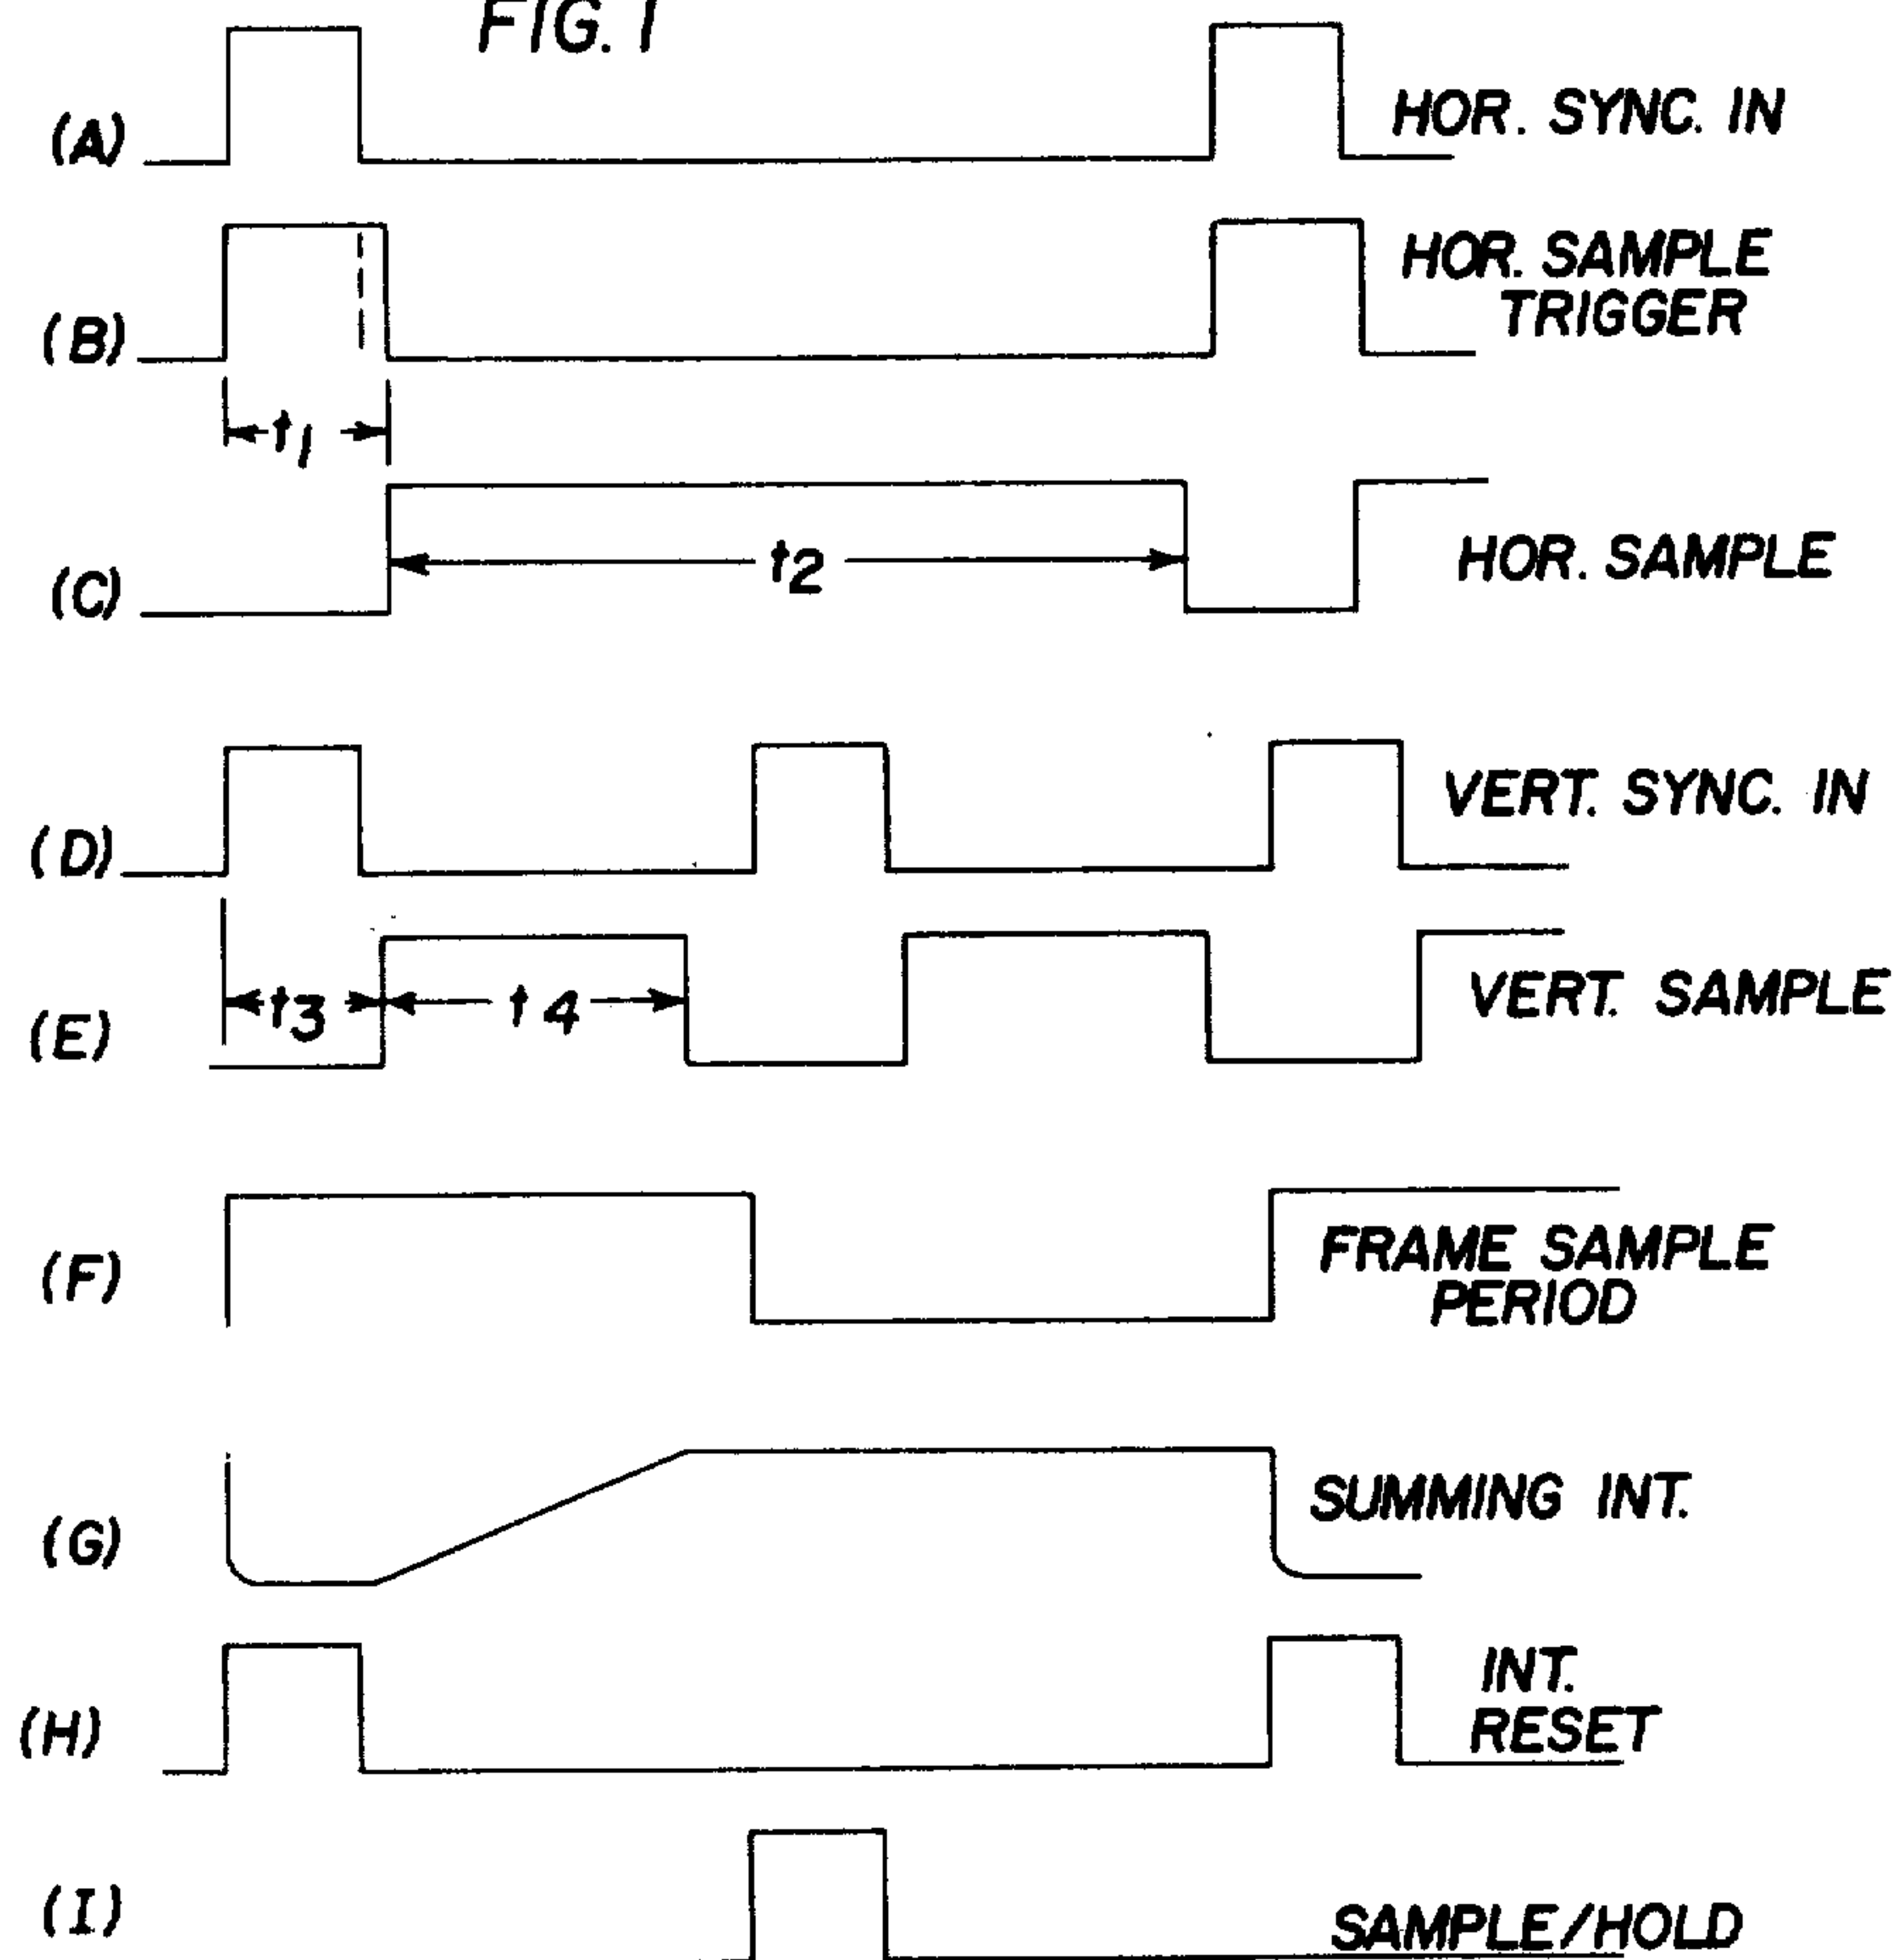 FIG. 1
(A) HOR. SYNC. IN
(B) HOR. SAMPLE
TRIGGER
t1
(C) t2 HOR. SAMPLE
(D) VERT. SYNC. IN
(E) t3 t4 VERT. SAMPLE
(F) FRAME SAMPLE
PERIOD
(G) SUMMING INT.
(H) INT.
RESET
(I) SAMPLE/HOLD